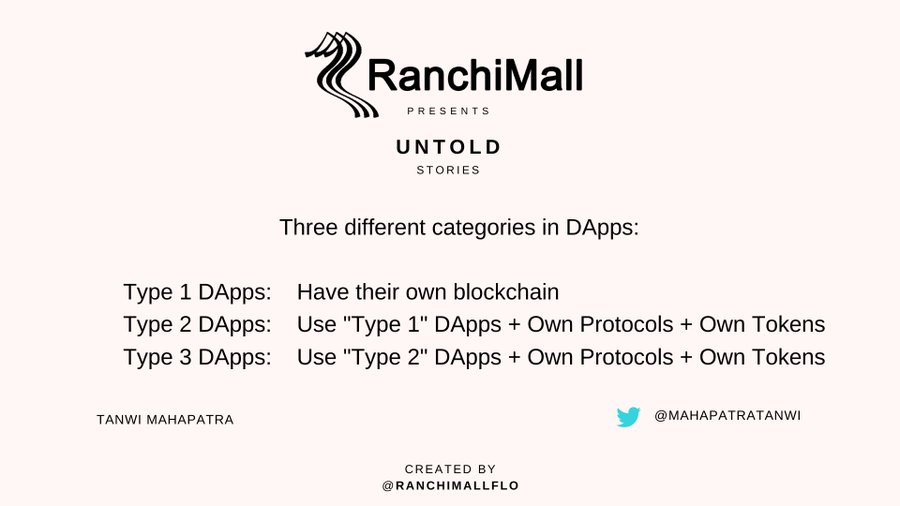 RanchiMall
PRESENTS
UNTOLD
STORIES
Three different categories in DApps:
Type 1 DApps: Have their own blockchain
Type 2 DApps: Use "Type 1" DApps + Own Protocols + Own Tokens
Type 3 DApps: Use "Type 2" DApps + Own Protocols + Own Tokens
TANWI MAHAPATRA @MAHAPATRATANWI
CREATED BY
@RANCHIMALLFLO